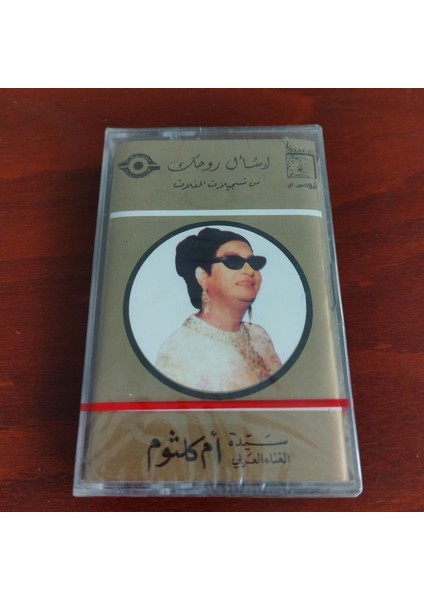 اسأل روحك
من تسجيلات الحفلات
سيدة
الغناء العربي
أم كلثوم